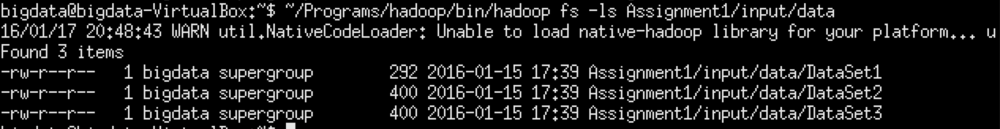 bigdata@bigdata-VirtualBox:~$ ~/Programs/hadoop/bin/hadoop fs -ls Assignment1/input/data
16/01/17 20:48:43 WARN util.NativeCodeLoader: Unable to load native-hadoop library for your platform... u
Found 3 items
-rw-r--r--   1 bigdata supergroup        292 2016-01-15 17:39 Assignment1/input/data/DataSet1
-rw-r--r--   1 bigdata supergroup        400 2016-01-15 17:39 Assignment1/input/data/DataSet2
-rw-r--r--   1 bigdata supergroup        400 2016-01-15 17:39 Assignment1/input/data/DataSet3
bigdata@bigdata-VirtualBox:~$